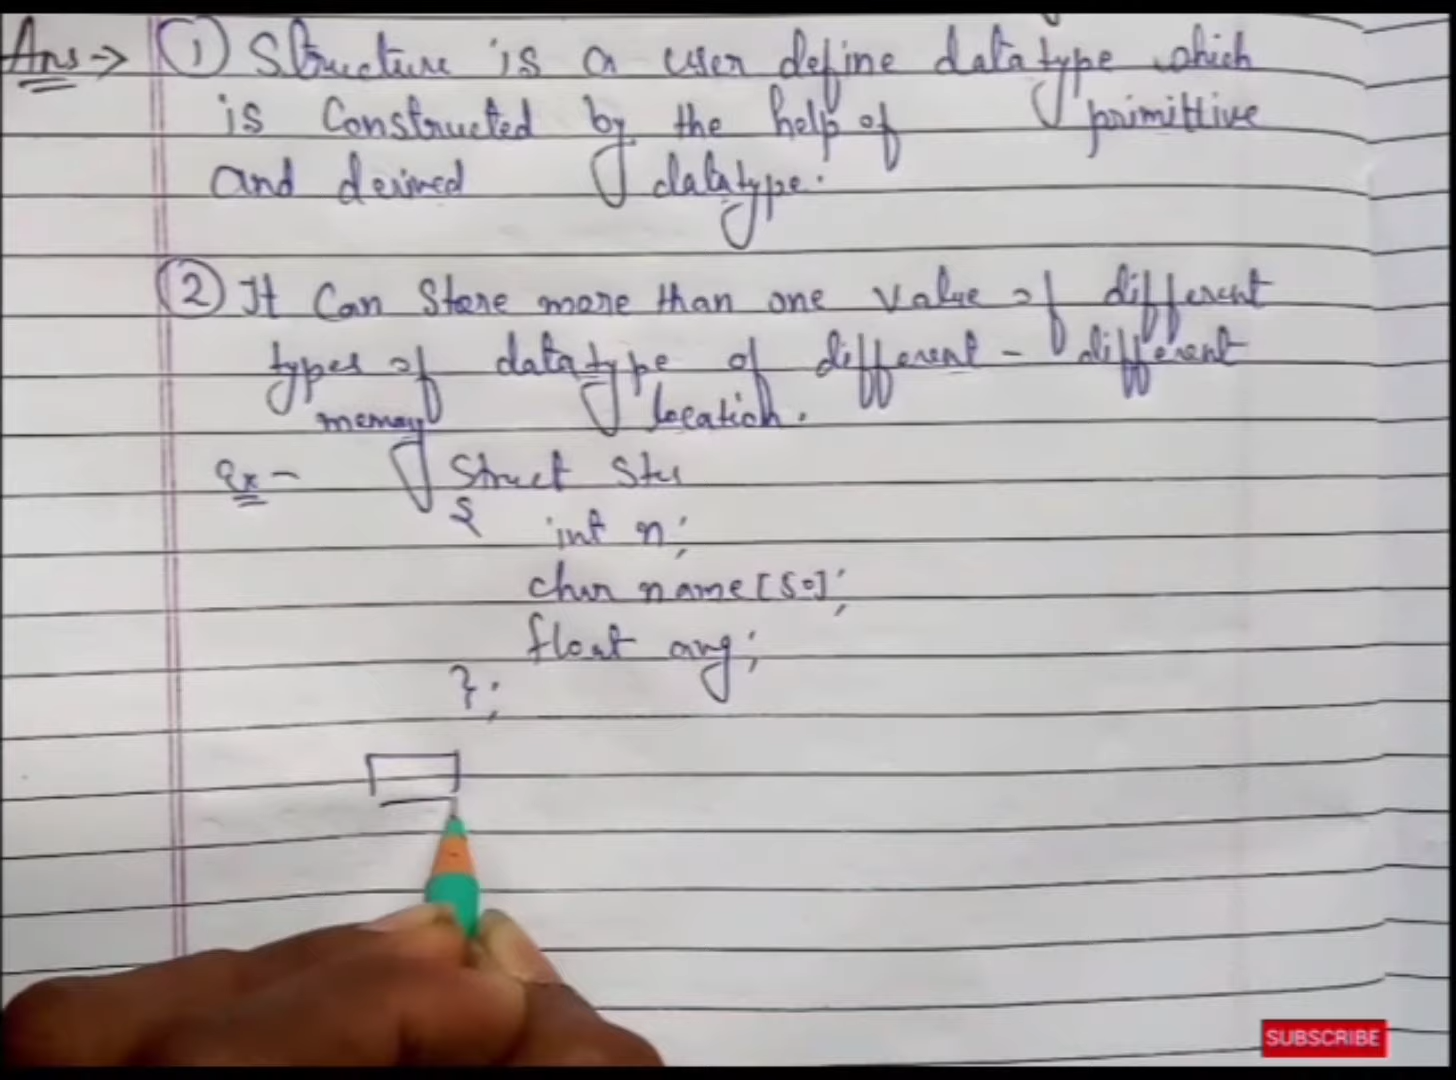 Ans → ① Structure is a user define datatype which
is Constructed by the help of primittive
and derived datatype.
② It Can Store more than one value of different
types of datatype of different - different
memory location.
Ex - Struct Stu
{
int n;
char name[50];
float avg;
};
SUBSCRIBE